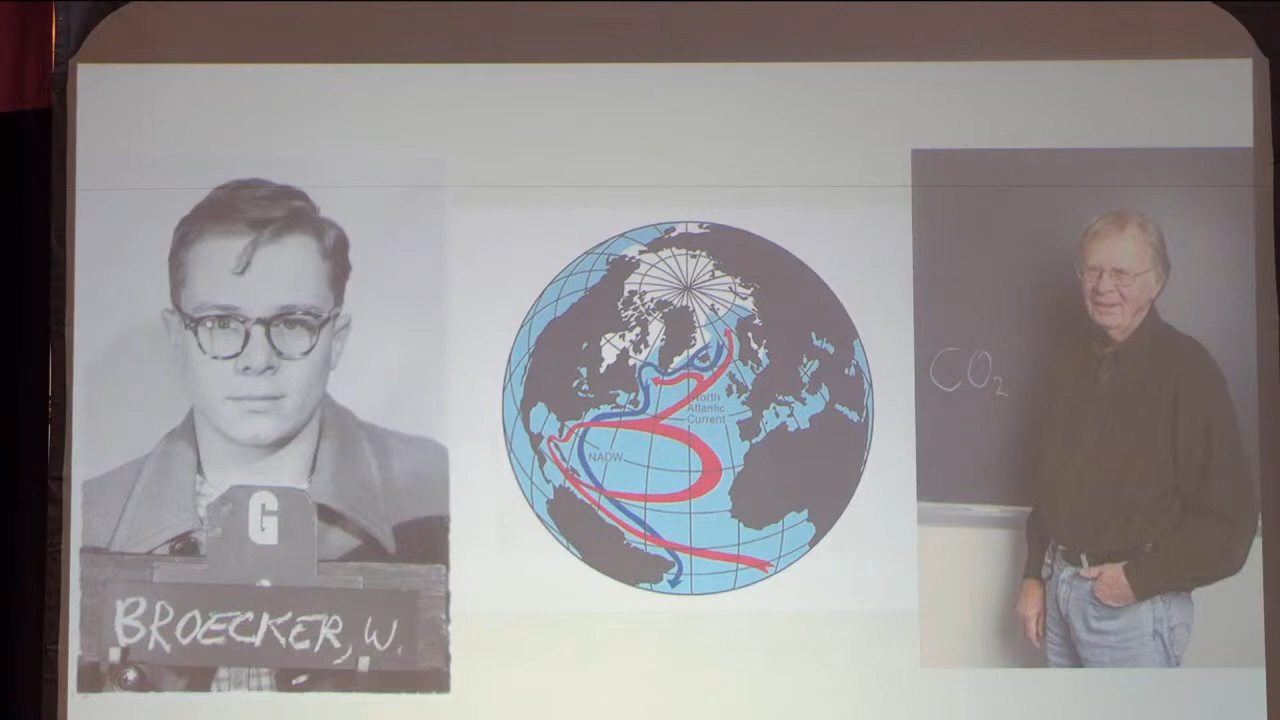 G
BROECKER, W.
North
Atlantic
Current
NADW
CO₂